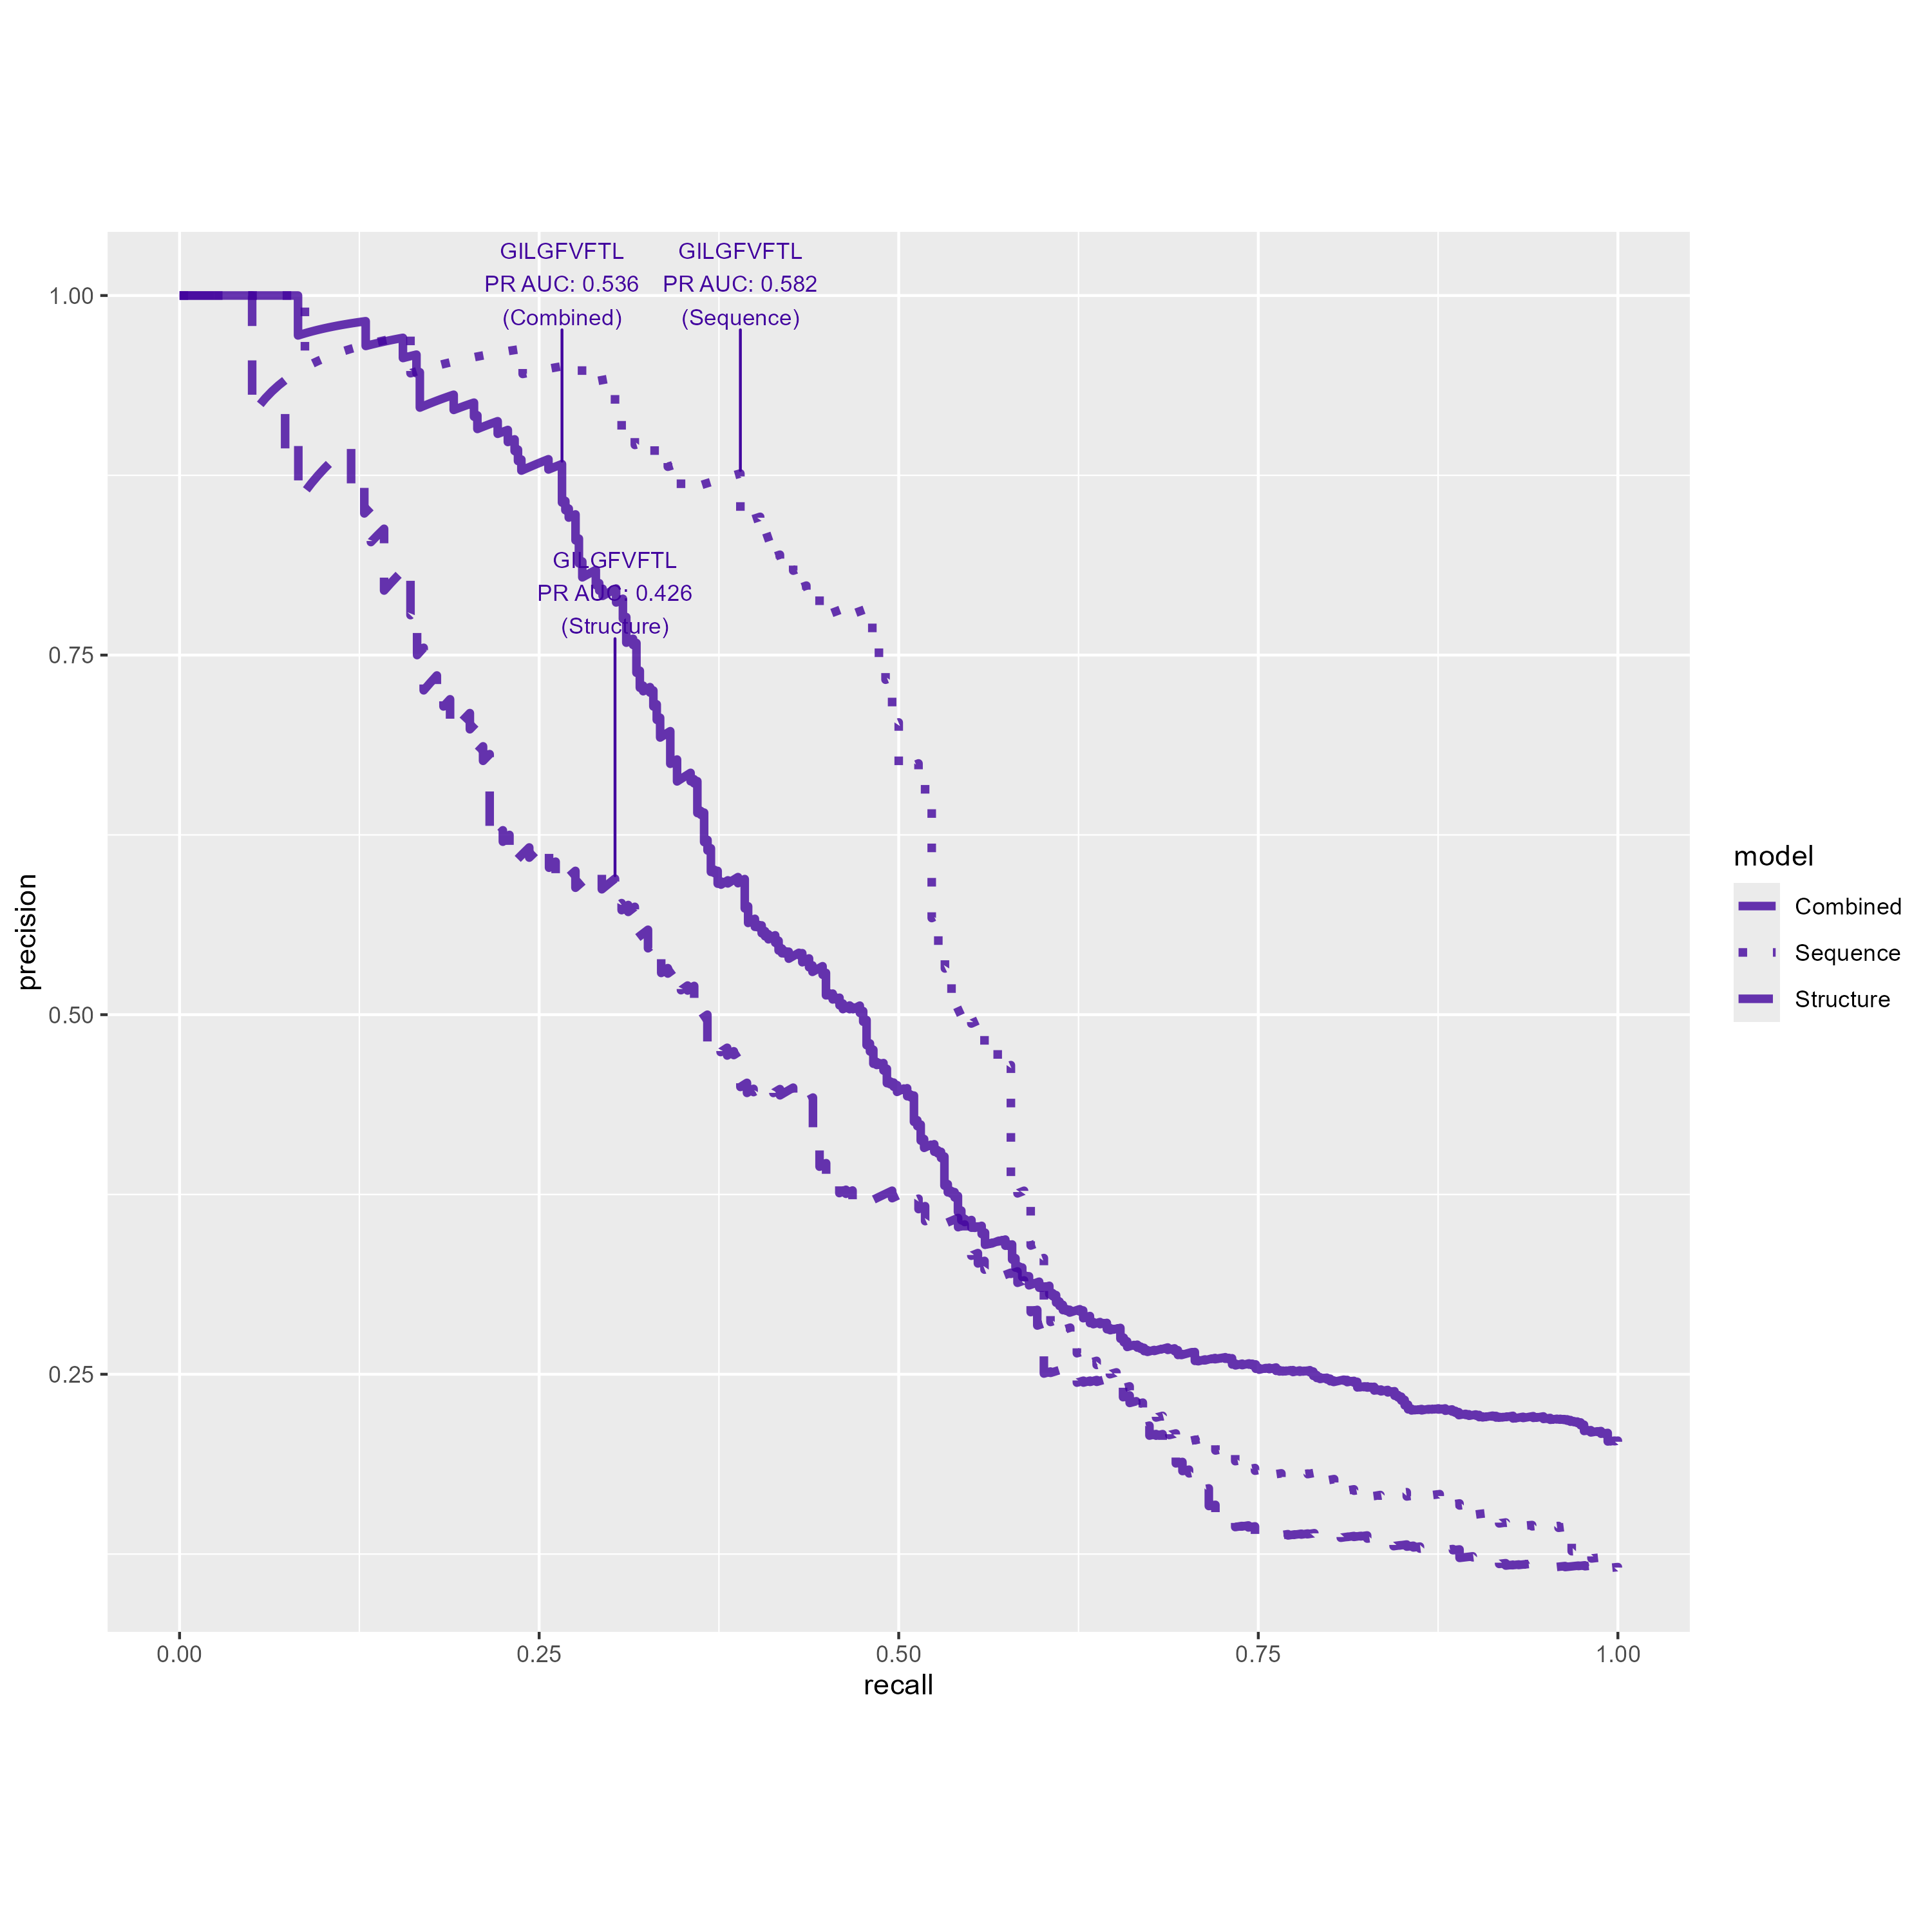 GILGFVFTL
PR AUC: 0.536
(Combined)
GILGFVFTL
PR AUC: 0.582
(Sequence)
GILGFVFTL
PR AUC: 0.426
(Structure)
1.00
0.75
0.50
0.25
precision
0.00
0.25
0.50
0.75
1.00
recall
model
Combined
Sequence
Structure